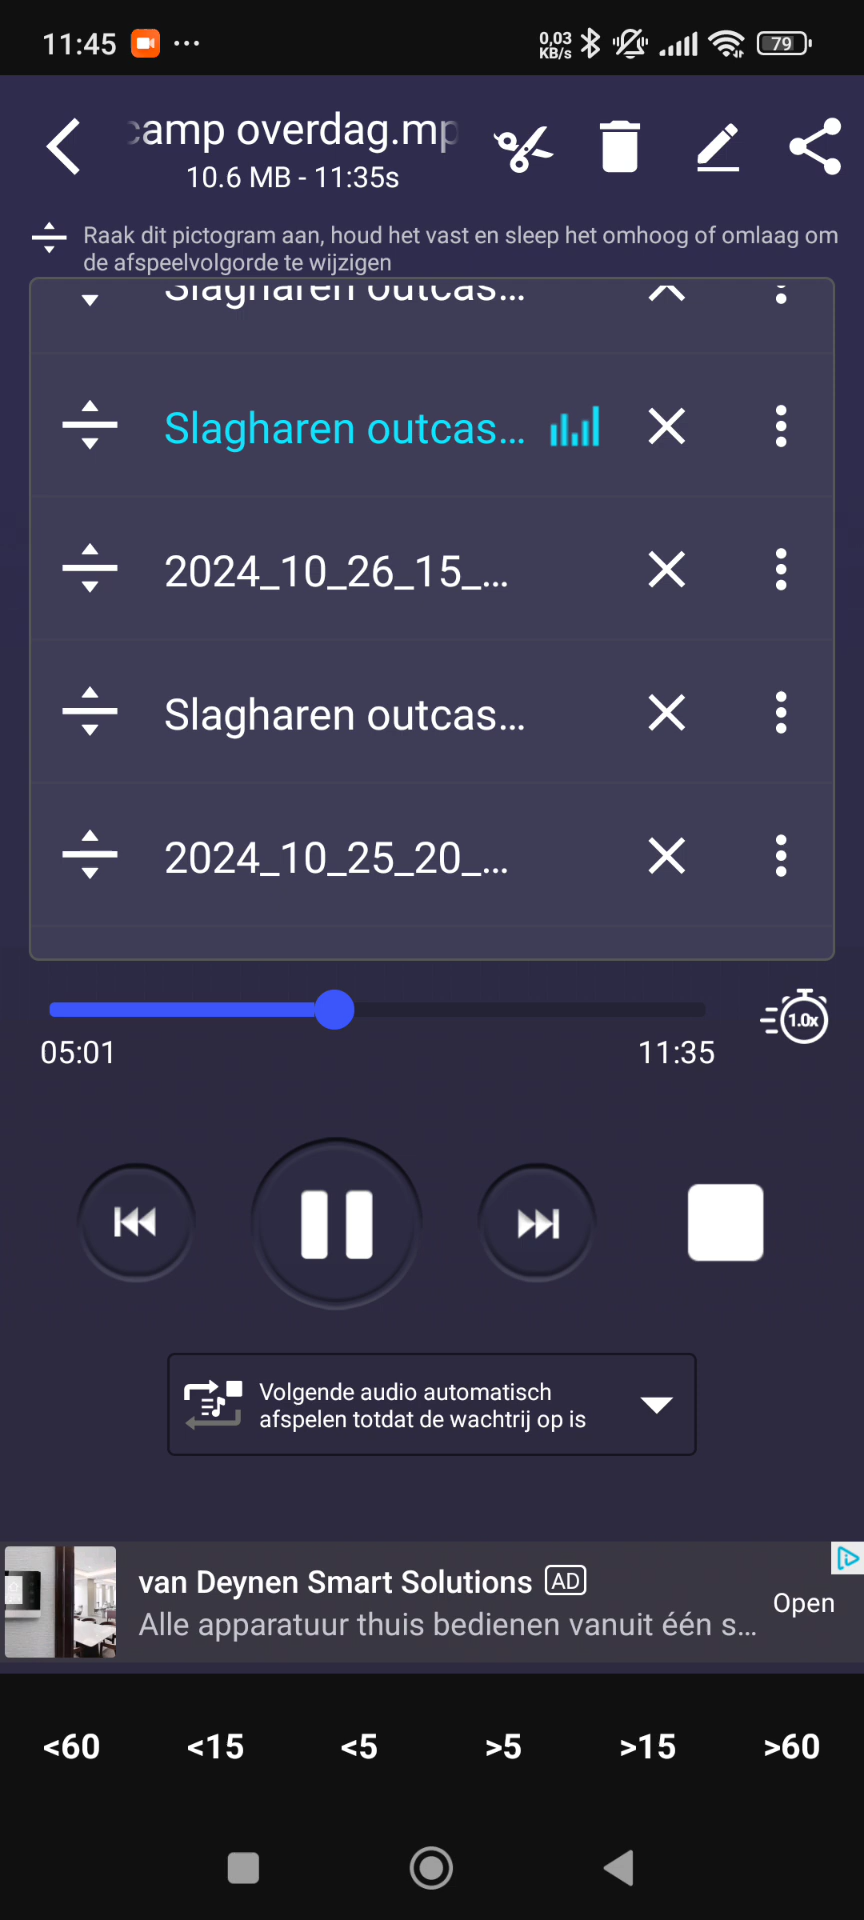 11:45
0,03
KB/s
79
camp overdag.mp
10.6 MB - 11:35s
Raak dit pictogram aan, houd het vast en sleep het omhoog of omlaag om
de afspeelvolgorde te wijzigen
Slagharen outcas...
Slagharen outcas...
2024_10_26_15_...
Slagharen outcas...
2024_10_25_20_...
1.0x
05:01
11:35
Volgende audio automatisch
afspelen totdat de wachtrij op is
van Deynen Smart Solutions AD
Alle apparatuur thuis bedienen vanuit één s...
Open
<60 <15 <5 >5 >15 >60